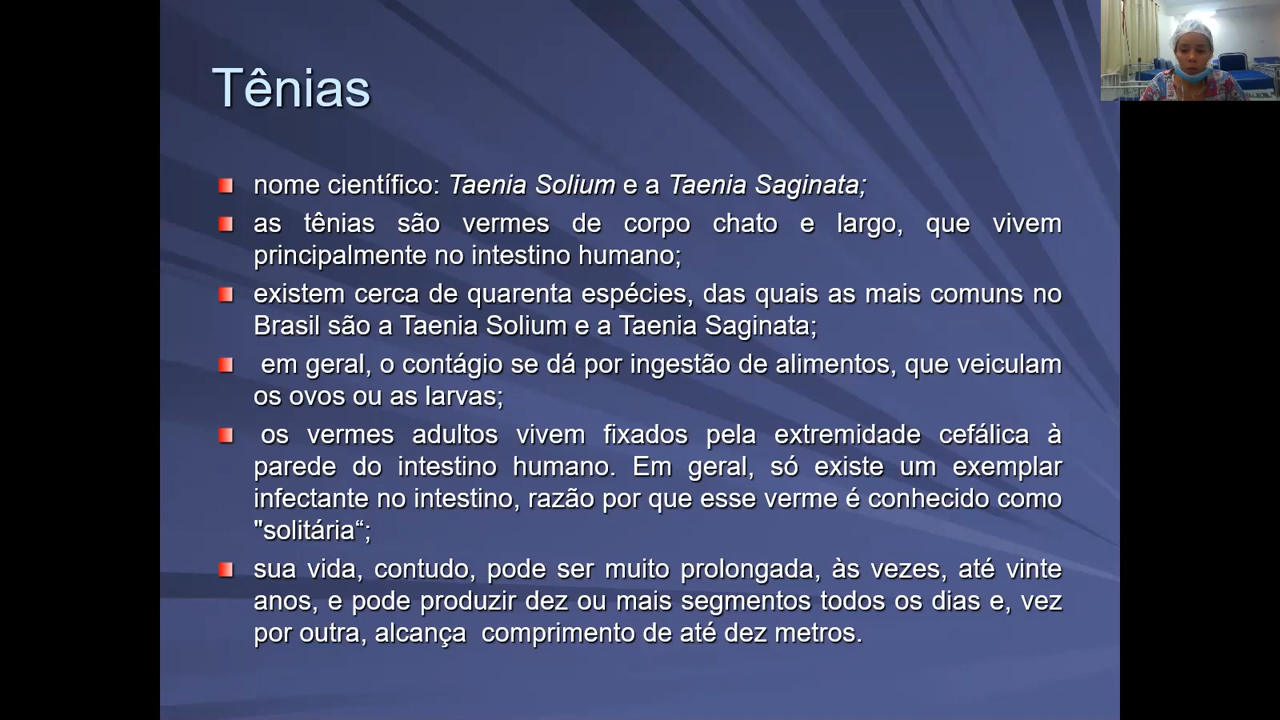 Tênias
nome científico: Taenia Solium e a Taenia Saginata;
as tênias são vermes de corpo chato e largo, que vivem
principalmente no intestino humano;
existem cerca de quarenta espécies, das quais as mais comuns no
Brasil são a Taenia Solium e a Taenia Saginata;
em geral, o contágio se dá por ingestão de alimentos, que veiculam
os ovos ou as larvas;
os vermes adultos vivem fixados pela extremidade cefálica à
parede do intestino humano. Em geral, só existe um exemplar
infectante no intestino, razão por que esse verme é conhecido como
"solitária“;
sua vida, contudo, pode ser muito prolongada, às vezes, até vinte
anos, e pode produzir dez ou mais segmentos todos os dias e, vez
por outra, alcança  comprimento de até dez metros.